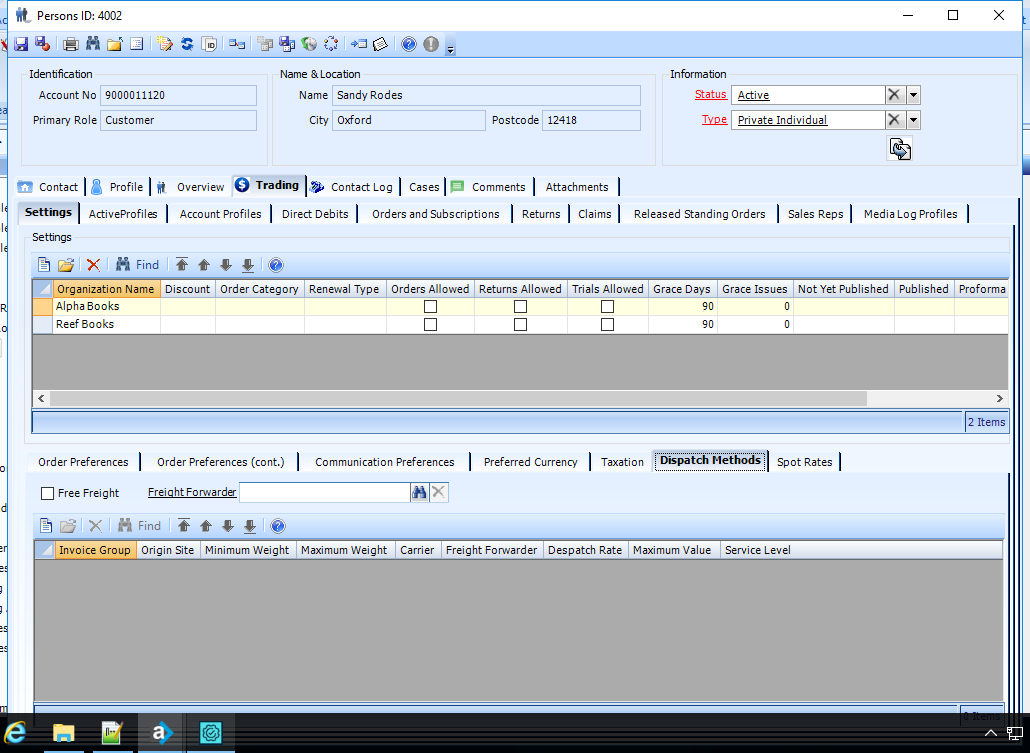 Persons ID: 4002
Identification
Name & Location
Information
Account No 9000011120
Name Sandy Rodes
Status Active
Primary Role Customer
City Oxford Postcode 12418
Type Private Individual
Contact Profile Overview Trading Contact Log Cases Comments Attachments
Settings ActiveProfiles Account Profiles Direct Debits Orders and Subscriptions Returns Claims Released Standing Orders Sales Reps Media Log Profiles
Settings
Find
Organization Name Discount Order Category Renewal Type Orders Allowed Returns Allowed Trials Allowed Grace Days Grace Issues Not Yet Published Published Proforma
Alpha Books 90 0
Reef Books 90 0
2 Items
Order Preferences Order Preferences (cont.) Communication Preferences Preferred Currency Taxation Dispatch Methods Spot Rates
Free Freight Freight Forwarder
Find
Invoice Group Origin Site Minimum Weight Maximum Weight Carrier Freight Forwarder Despatch Rate Maximum Value Service Level
0 Items